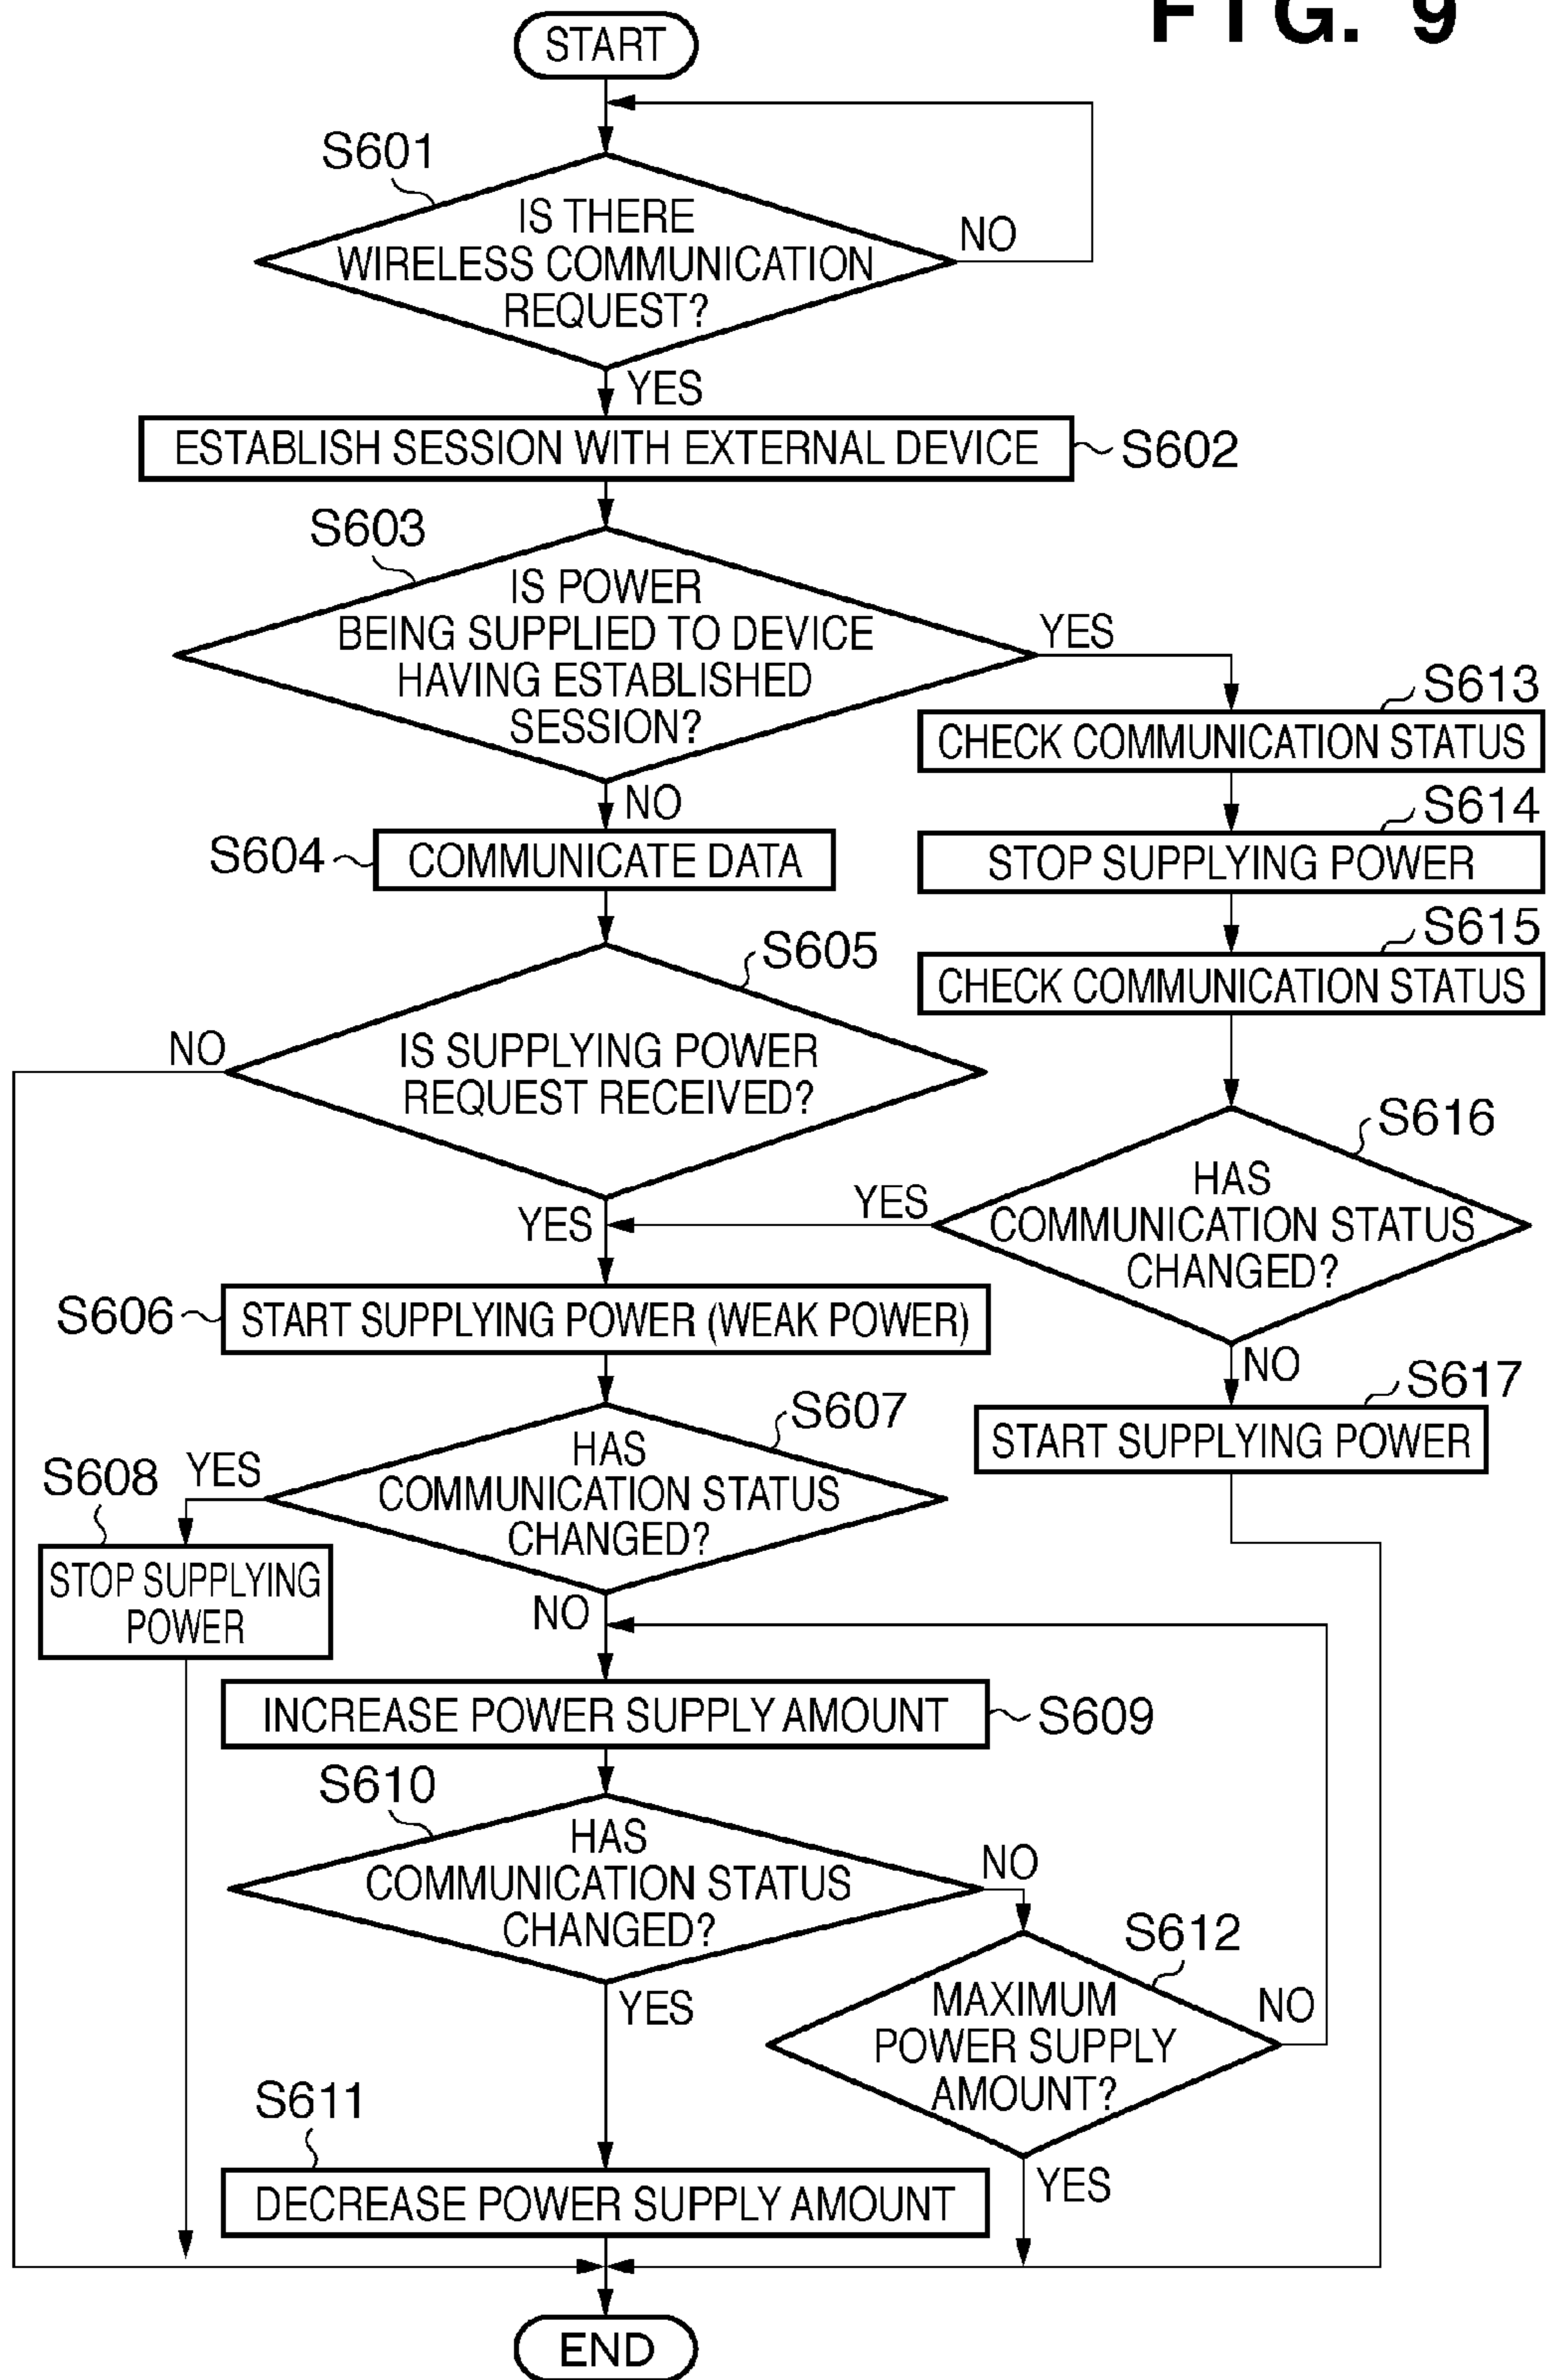 FIG. 9
START
S601
IS THERE
WIRELESS COMMUNICATION
REQUEST?
NO
YES
ESTABLISH SESSION WITH EXTERNAL DEVICE
S602
S603
IS POWER
BEING SUPPLIED TO DEVICE
HAVING ESTABLISHED
SESSION?
YES
NO
S613
CHECK COMMUNICATION STATUS
S604
COMMUNICATE DATA
S614
STOP SUPPLYING POWER
S615
CHECK COMMUNICATION STATUS
S605
IS SUPPLYING POWER
REQUEST RECEIVED?
NO
YES
S616
HAS
COMMUNICATION STATUS
CHANGED?
YES
NO
S606
START SUPPLYING POWER (WEAK POWER)
S617
START SUPPLYING POWER
S607
HAS
COMMUNICATION STATUS
CHANGED?
YES
S608
STOP SUPPLYING
POWER
NO
INCREASE POWER SUPPLY AMOUNT
S609
S610
HAS
COMMUNICATION STATUS
CHANGED?
NO
YES
S612
MAXIMUM
POWER SUPPLY
AMOUNT?
NO
YES
S611
DECREASE POWER SUPPLY AMOUNT
END